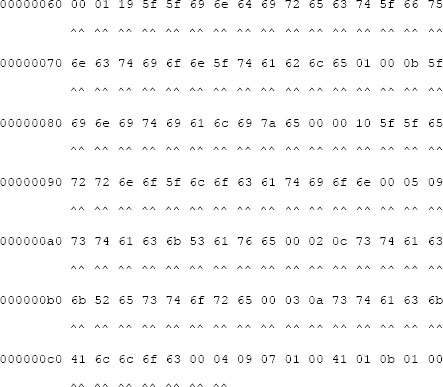 00000060 00 01 19 5f 5f 69 6e 64 69 72 65 63 74 5f 66 75
^^ ^^ ^^ ^^ ^^ ^^ ^^ ^^ ^^ ^^ ^^ ^^ ^^ ^^ ^^ ^^
00000070 6e 63 74 69 6f 6e 5f 74 61 62 6c 65 01 00 0b 5f
^^ ^^ ^^ ^^ ^^ ^^ ^^ ^^ ^^ ^^ ^^ ^^ ^^ ^^ ^^ ^^
00000080 69 6e 69 74 69 61 6c 69 7a 65 00 00 10 5f 5f 65
^^ ^^ ^^ ^^ ^^ ^^ ^^ ^^ ^^ ^^ ^^ ^^ ^^ ^^ ^^ ^^
00000090 72 72 6e 6f 5f 6c 6f 63 61 74 69 6f 6e 00 05 09
^^ ^^ ^^ ^^ ^^ ^^ ^^ ^^ ^^ ^^ ^^ ^^ ^^ ^^ ^^ ^^
000000a0 73 74 61 63 6b 53 61 76 65 00 02 0c 73 74 61 63
^^ ^^ ^^ ^^ ^^ ^^ ^^ ^^ ^^ ^^ ^^ ^^ ^^ ^^ ^^ ^^
000000b0 6b 52 65 73 74 6f 72 65 00 03 0a 73 74 61 63 6b
^^ ^^ ^^ ^^ ^^ ^^ ^^ ^^ ^^ ^^ ^^ ^^ ^^ ^^ ^^ ^^
000000c0 41 6c 6c 6f 63 00 04 09 07 01 00 41 01 0b 01 00
^^ ^^ ^^ ^^ ^^ ^^ ^^